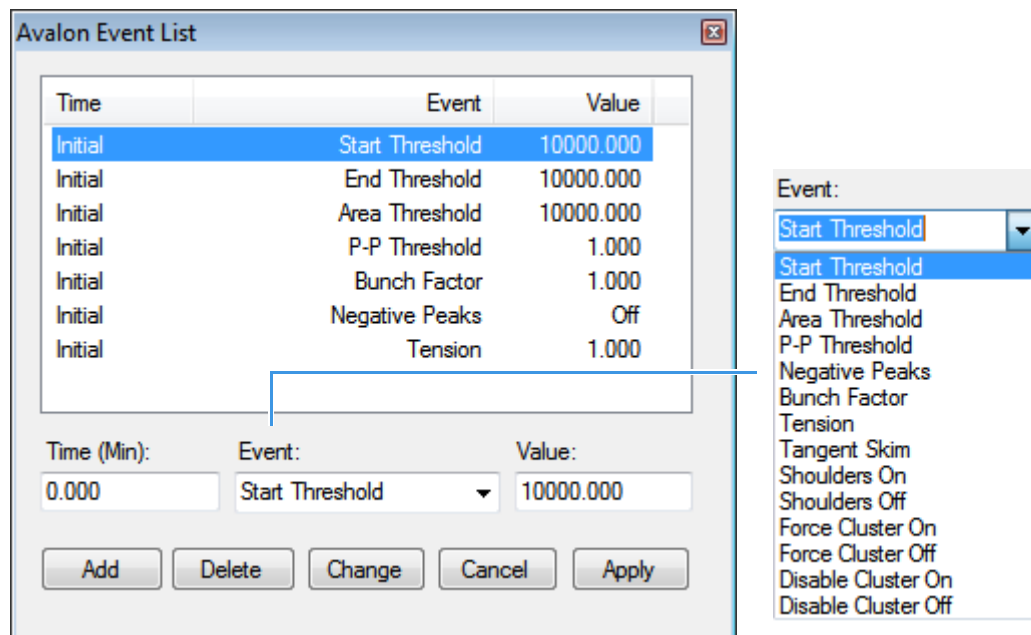 Avalon Event List
Time Event Value
Initial Start Threshold 10000.000
Initial End Threshold 10000.000
Initial Area Threshold 10000.000
Initial P-P Threshold 1.000
Initial Bunch Factor 1.000
Initial Negative Peaks Off
Initial Tension 1.000
Time (Min): Event: Value:
0.000 Start Threshold 10000.000
Add Delete Change Cancel Apply
Event:
Start Threshold
Start Threshold
End Threshold
Area Threshold
P-P Threshold
Negative Peaks
Bunch Factor
Tension
Tangent Skim
Shoulders On
Shoulders Off
Force Cluster On
Force Cluster Off
Disable Cluster On
Disable Cluster Off